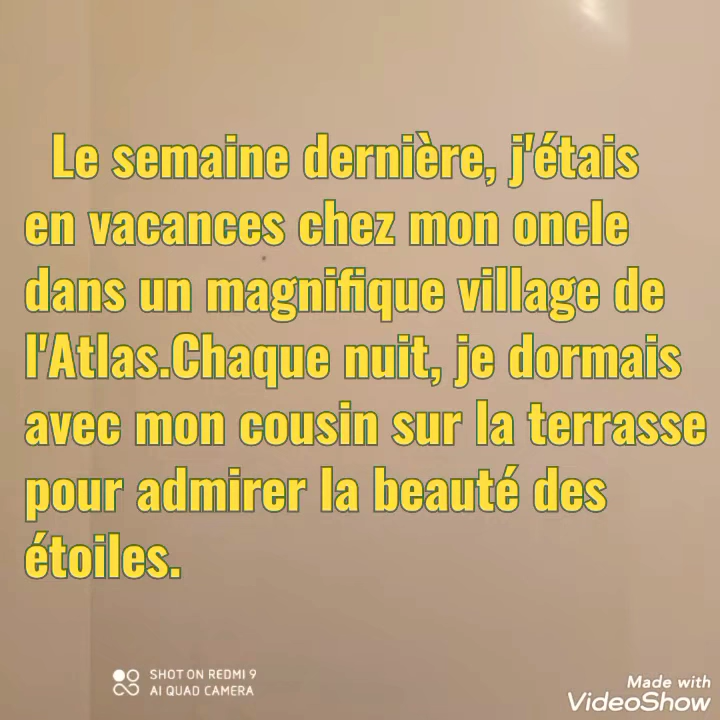 Le semaine dernière, j'étais
en vacances chez mon oncle
dans un magnifique village de
l'Atlas.Chaque nuit, je dormais
avec mon cousin sur la terrasse
pour admirer la beauté des
étoiles.
SHOT ON REDMI 9
AI QUAD CAMERA
Made with
VideoShow